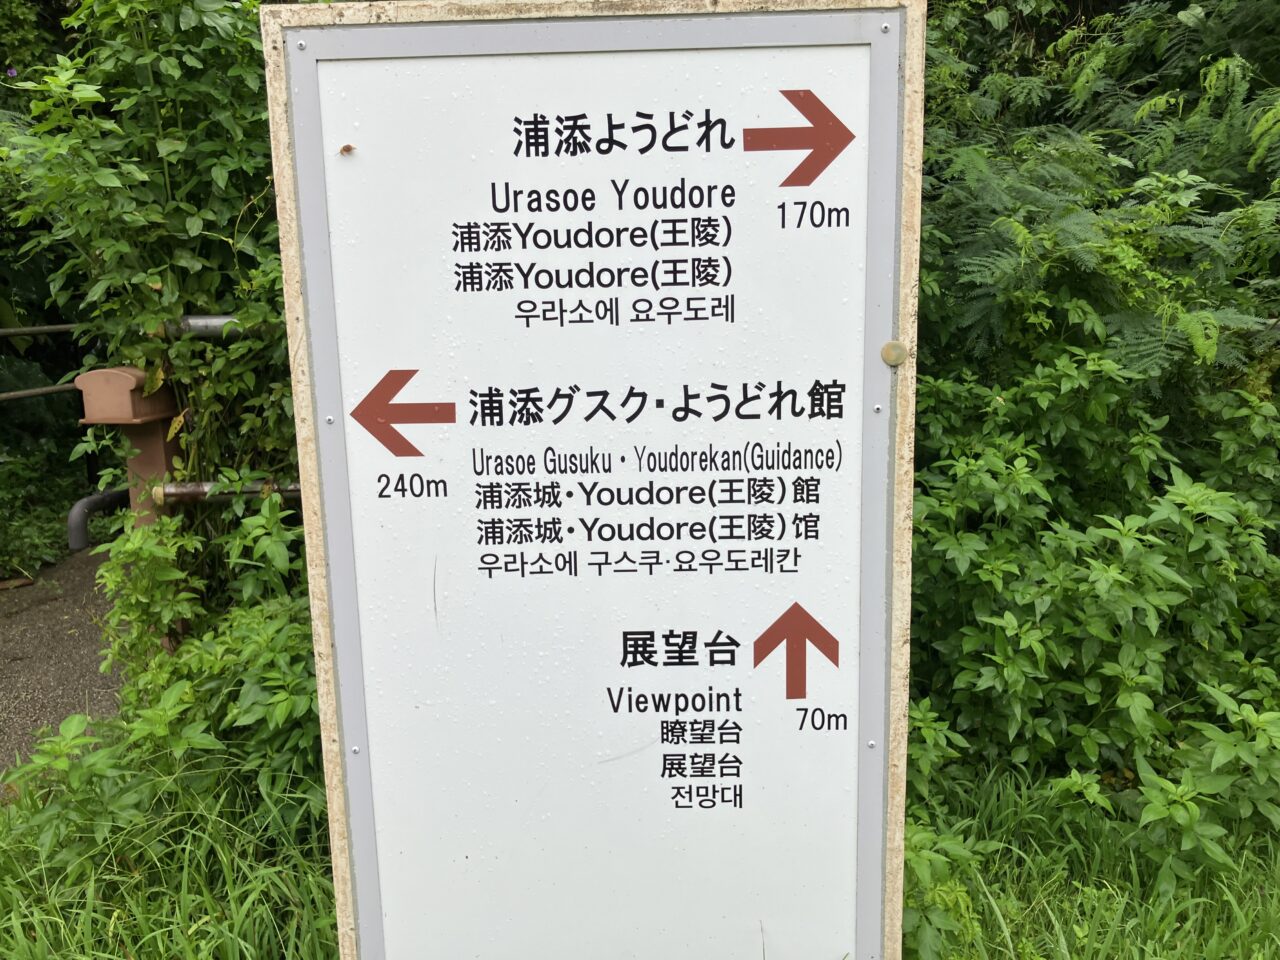 浦添ようどれ
Urasoe Youdore
浦添Youdore(王陵)
浦添Youdore(王陵)
우라소에 요우도레
170m
浦添グスク・ようどれ館
240m
Urasoe Gusuku・Youdorekan(Guidance)
浦添城・Youdore(王陵)館
浦添城・Youdore(王陵)馆
우라소에 구스쿠·요우도레칸
展望台
Viewpoint
70m
瞭望台
展望台
전망대